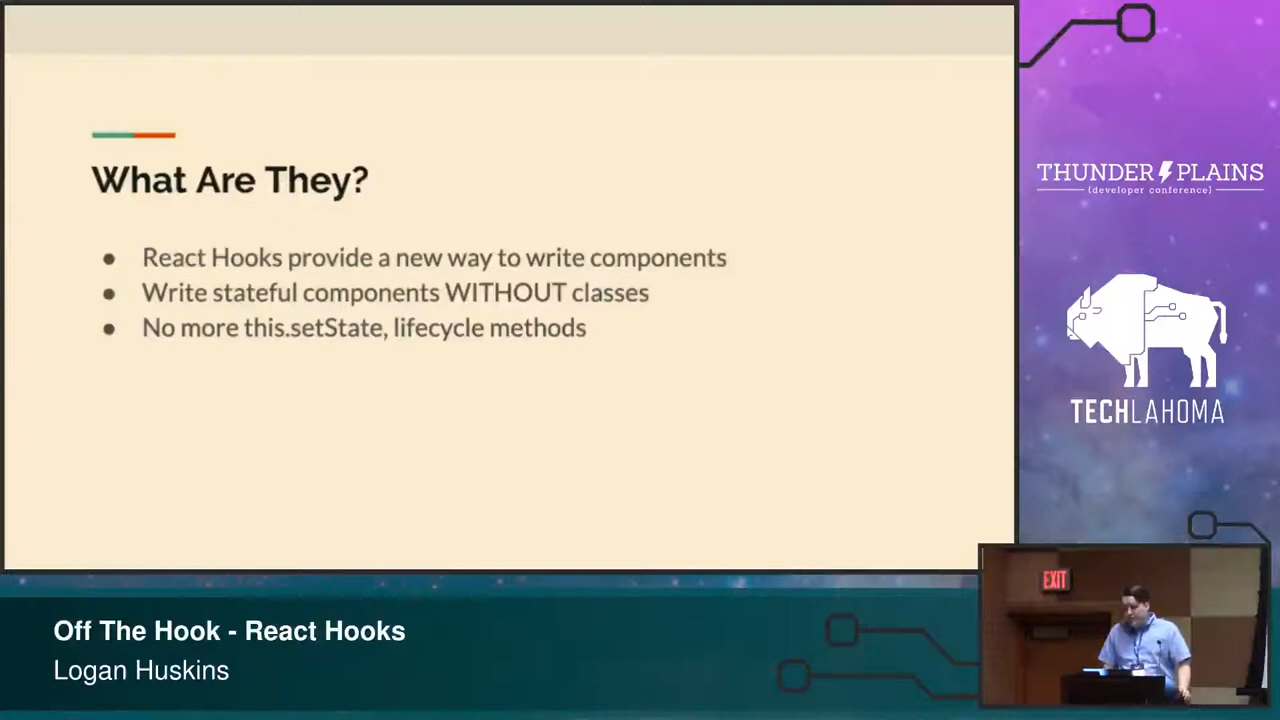 What Are They?
● React Hooks provide a new way to write components
● Write stateful components WITHOUT classes
● No more this.setState, lifecycle methods
THUNDER PLAINS
{developer conference}
TECHLAHOMA
EXIT
Off The Hook - React Hooks
Logan Huskins